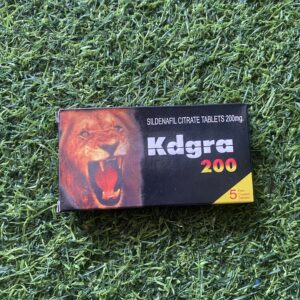 SILDENAFIL CITRATE TABLETS 200mg.
Kdgra
200
5